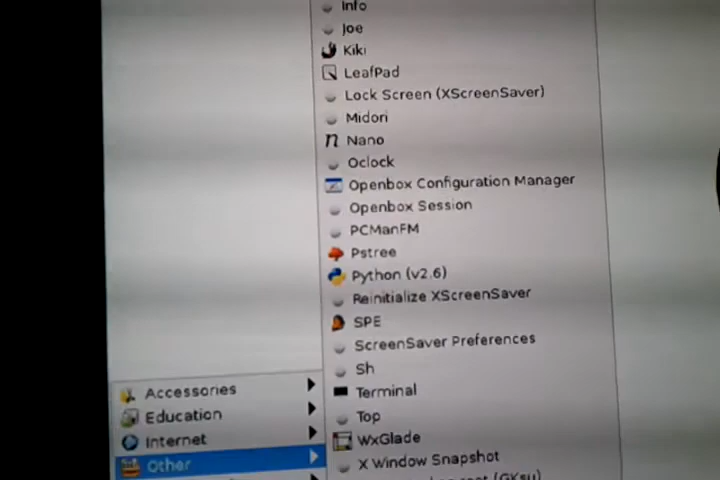 Info
Joe
Kiki
LeafPad
Lock Screen (XScreenSaver)
Midori
n Nano
Oclock
Openbox Configuration Manager
Openbox Session
PCManFM
Pstree
Python (v2.6)
Reinitialize XScreenSaver
SPE
ScreenSaver Preferences
Sh
Terminal
Top
WxGlade
X Window Snapshot
(GKsu)
Accessories
Education
Internet
Other